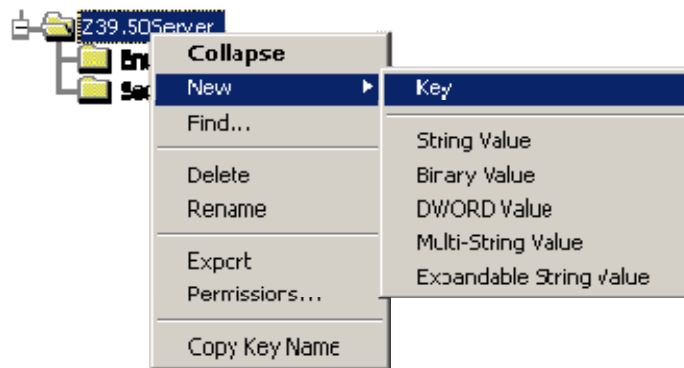 Z39.50Server
Collapse
New
Find...
Delete
Rename
Export
Permissions...
Copy Key Name
Key
String Value
Binary Value
DWORD Value
Multi-String Value
Expandable String Value